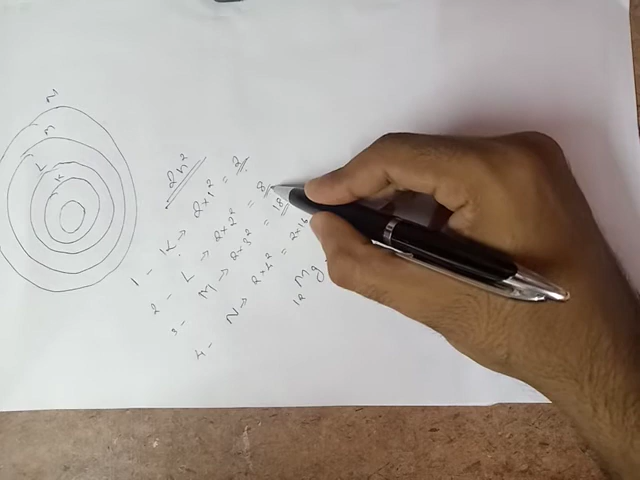 N
M
L
K
2n²
1 - K → 2×1² = 2
2 - L → 2×2² = 8
3 - M → 2×3² = 18
4 - N → 2×4² = 2×16
Mg
12